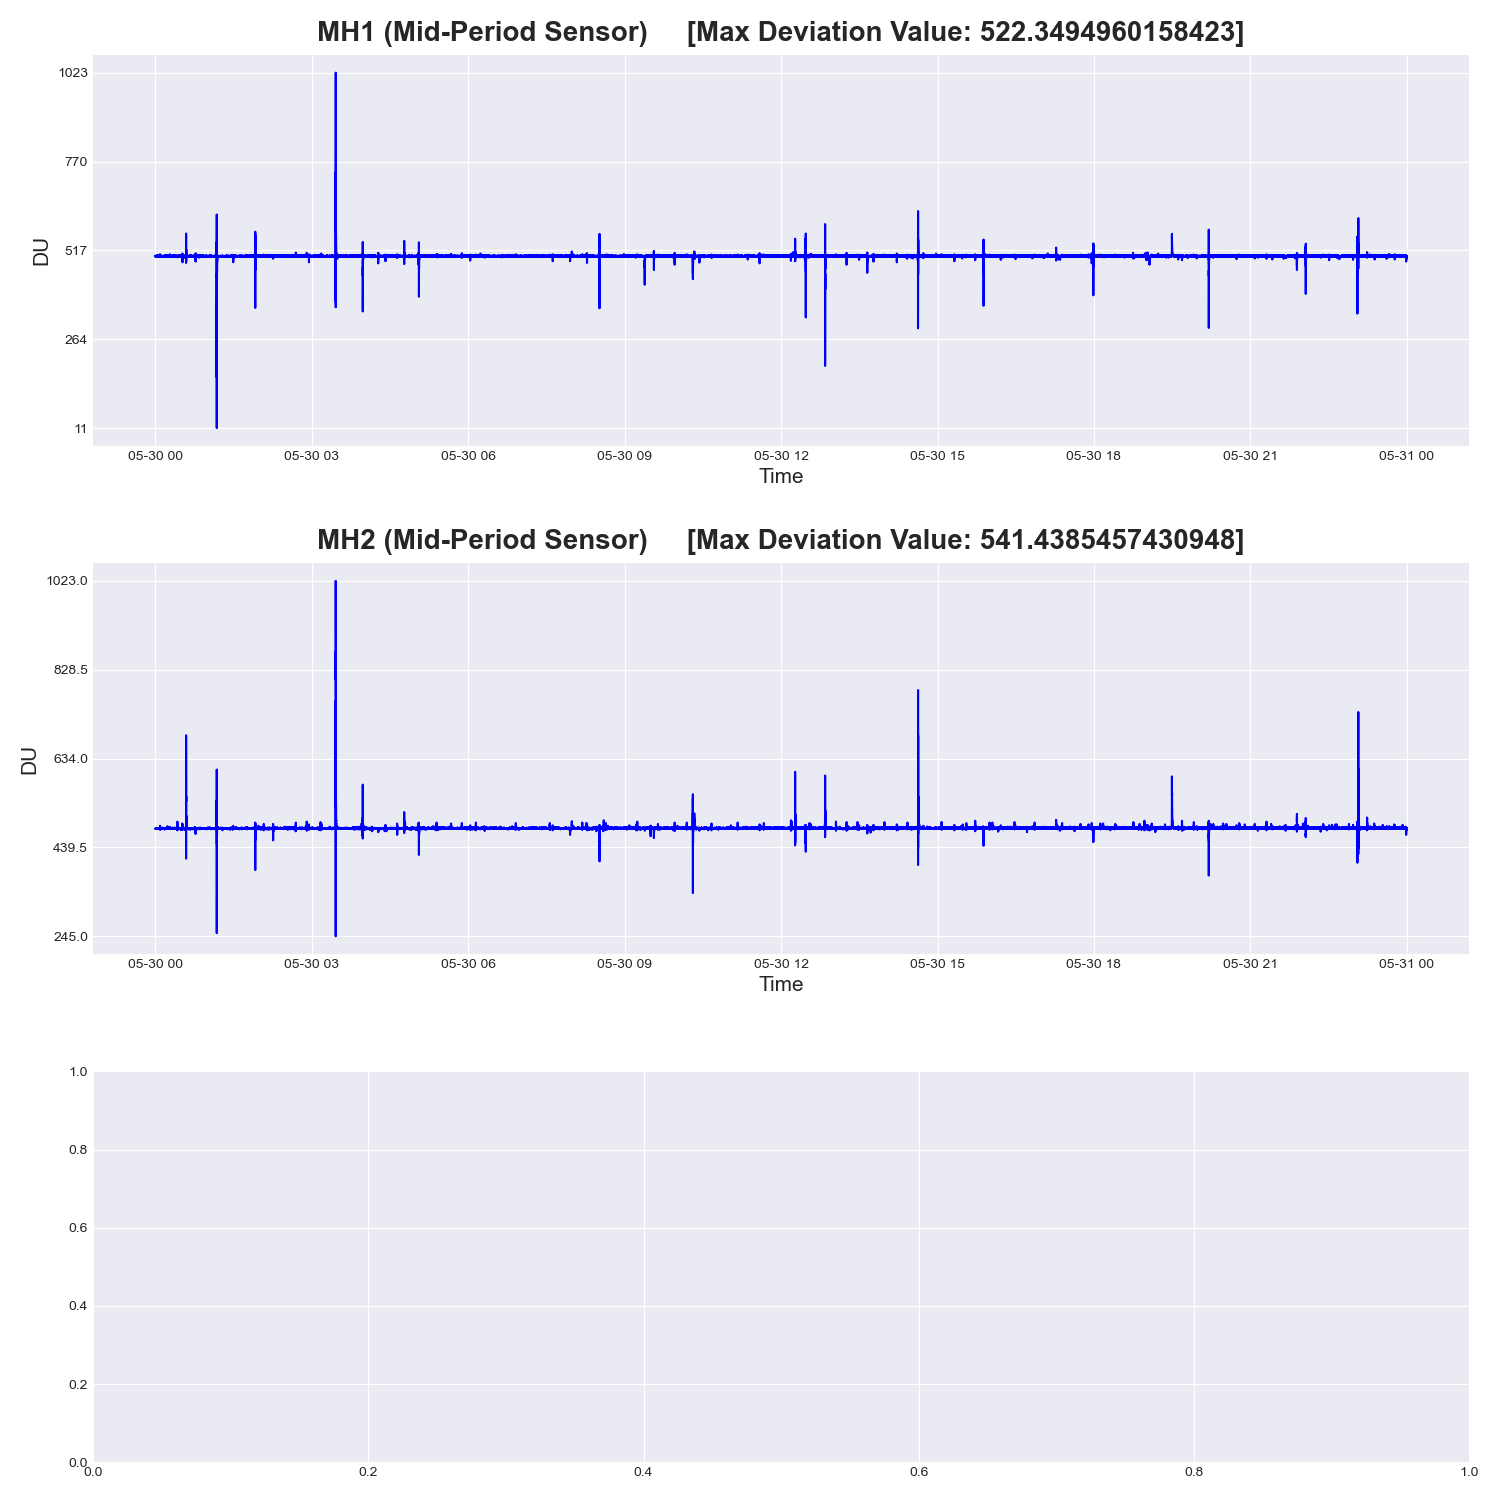 MH1 (Mid-Period Sensor) [Max Deviation Value: 522.3494960158423]
1023
770
517
264
11
DU
05-30 00 05-30 03 05-30 06 05-30 09 05-30 12 05-30 15 05-30 18 05-30 21 05-31 00
Time
MH2 (Mid-Period Sensor) [Max Deviation Value: 541.4385457430948]
1023.0
828.5
634.0
439.5
245.0
DU
05-30 00 05-30 03 05-30 06 05-30 09 05-30 12 05-30 15 05-30 18 05-30 21 05-31 00
Time
1.0
0.8
0.6
0.4
0.2
0.0
0.0 0.2 0.4 0.6 0.8 1.0